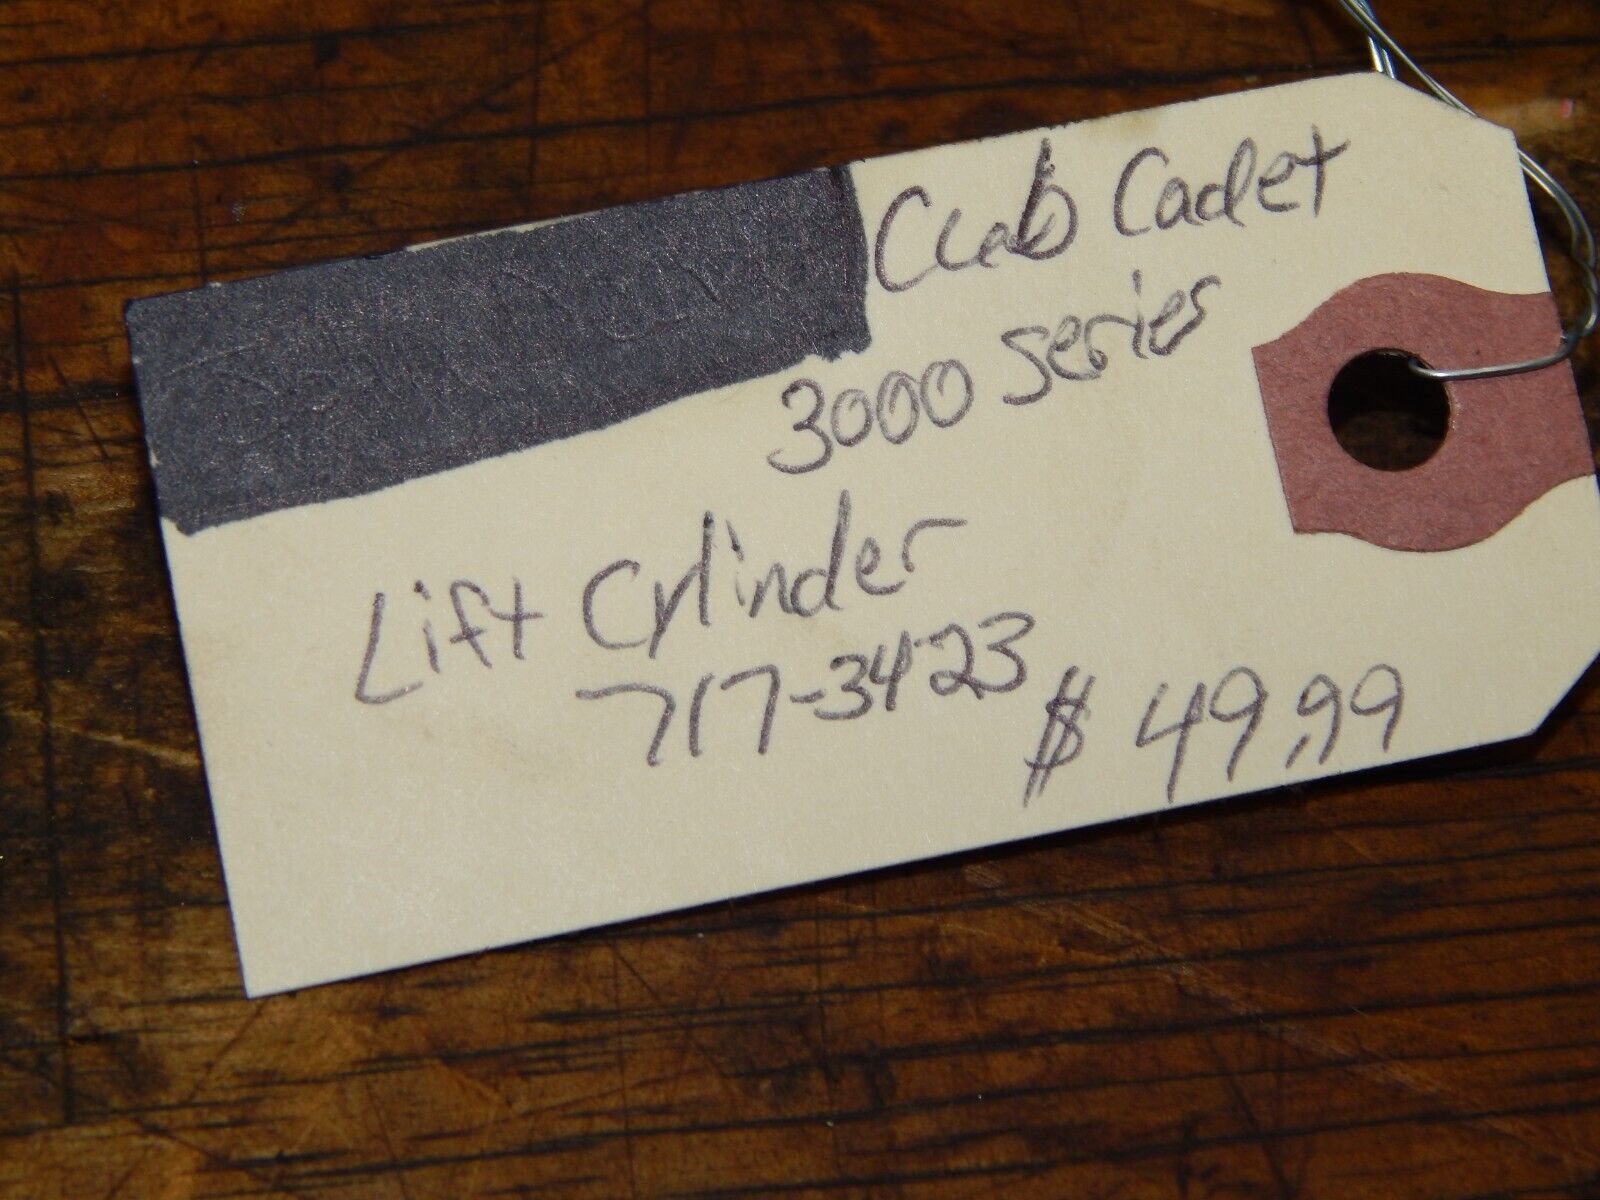 Cub Cadet
3000 series
Lift Cylinder
717-3423
$ 49.99